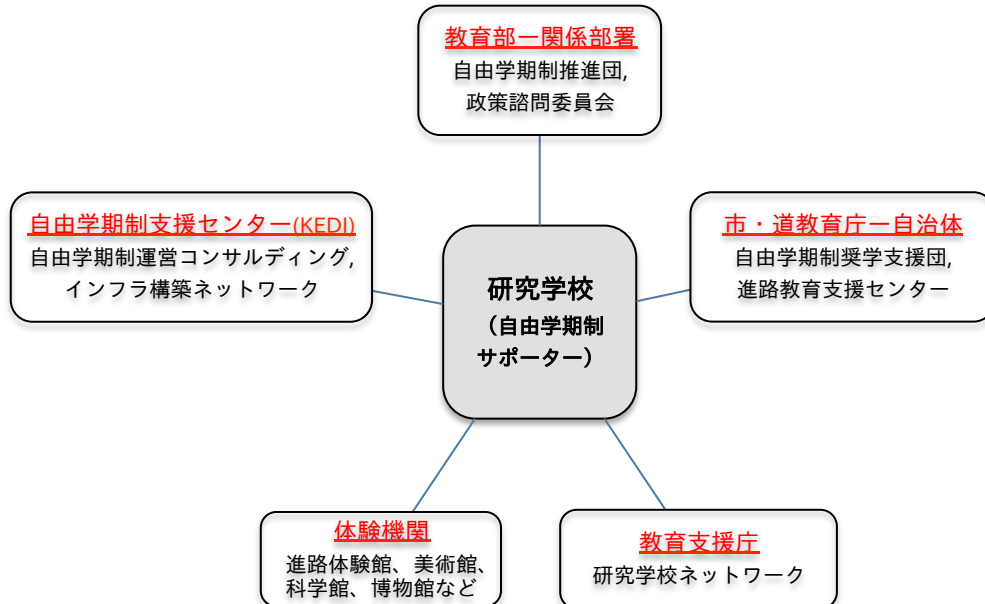 教育部ー関係部署
自由学期制推進団,
政策諮問委員会
自由学期制支援センター(KEDI)
自由学期制運営コンサルディング,
インフラ構築ネットワーク
市・道教育庁ー自治体
自由学期制奨学支援団,
進路教育支援センター
研究学校
（自由学期制
サポーター）
体験機関
進路体験館、美術館、
科学館、博物館など
教育支援庁
研究学校ネットワーク